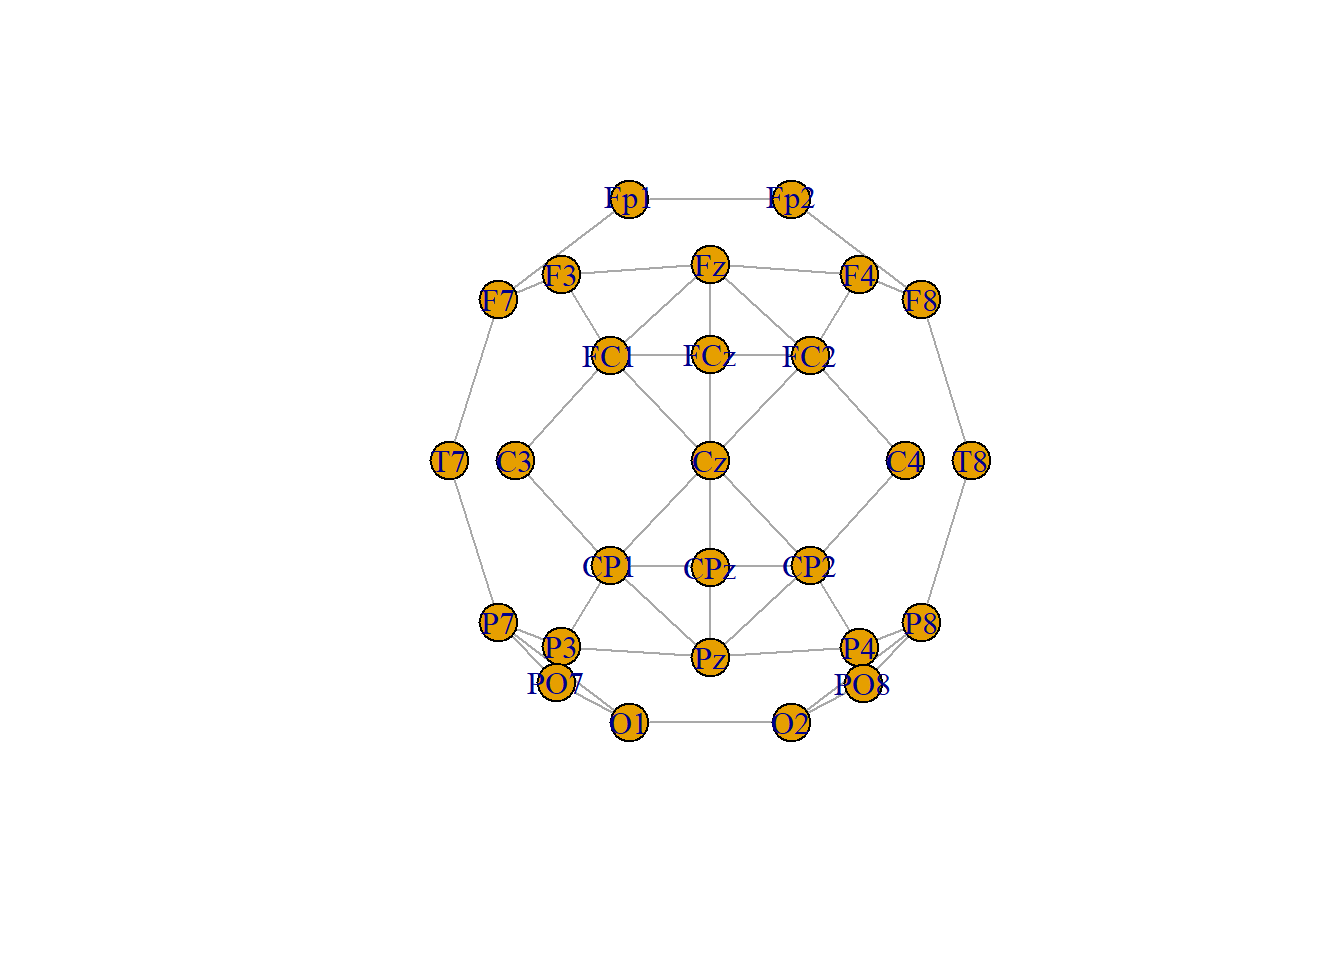 Fp1 Fp2
F3 Fz F4
F7 F8
FC1 FCz FC2
T7 C3 Cz C4 T8
CP1 CPz CP2
P7 P8
P3 Pz P4
PO7 PO8
O1 O2